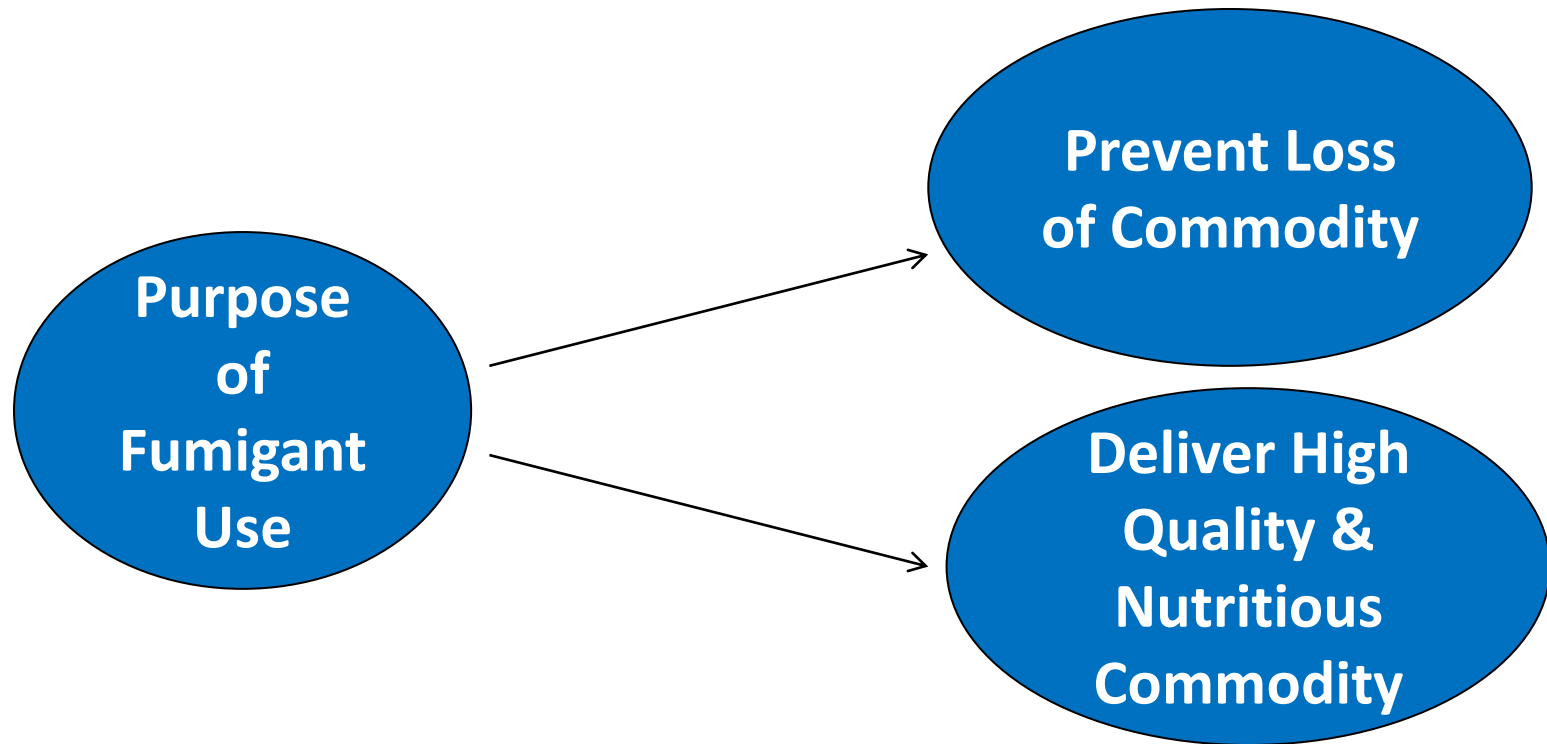 Purpose
of
Fumigant
Use
Prevent Loss
of Commodity
Deliver High
Quality &
Nutritious
Commodity